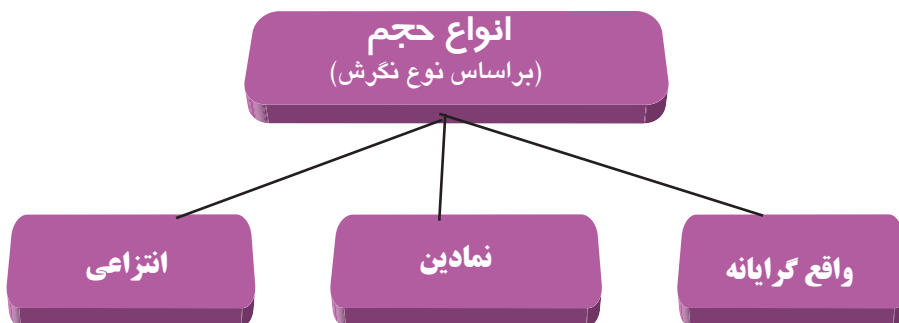 انواع حجم
(براساس نوع نگرش)
واقع گرایانه
نمادین
انتزاعی